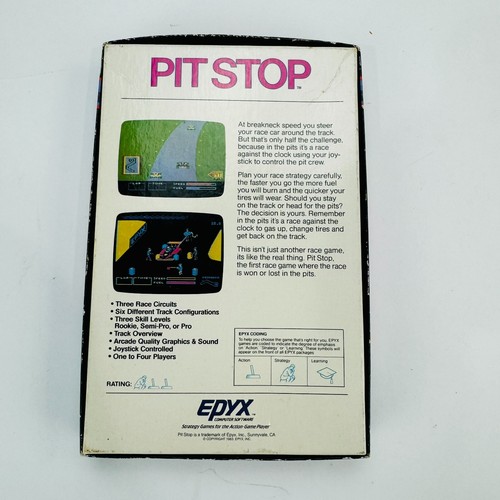 PITSTOP™
At breakneck speed you steer
your race car around the track.
But that's only half the challenge,
because in the pits it's a race
against the clock using your joy-
stick to control the pit crew.
Plan your race strategy carefully,
the faster you go the more fuel
you will burn and the quicker your
tires will wear. Should you stay
on the track or head for the pits?
The decision is yours. Remember
in the pits it's a race against the
clock to gas up, change tires and
get back on the track.
This isn't just another race game,
its like the real thing. Pit Stop,
the first race game where the race
is won or lost in the pits.
LAP
SPEED
FUEL
• Three Race Circuits
• Six Different Track Configurations
• Three Skill Levels
Rookie, Semi-Pro, or Pro
• Track Overview
• Arcade Quality Graphics & Sound
• Joystick Controlled
• One to Four Players
EPYX CODING
To help you choose the game that's right for you, EPYX
games are coded to indicate the degree of emphasis
on "Action" "Strategy" or "Learning" These symbols will
appear on the front of all EPYX packages.
Action Strategy Learning
RATING:
EPYX™
COMPUTER SOFTWARE
Strategy Games for the Action-Game Player
Pit Stop is a trademark of Epyx, Inc., Sunnyvale, CA
© COPYRIGHT 1983, EPYX, INC.